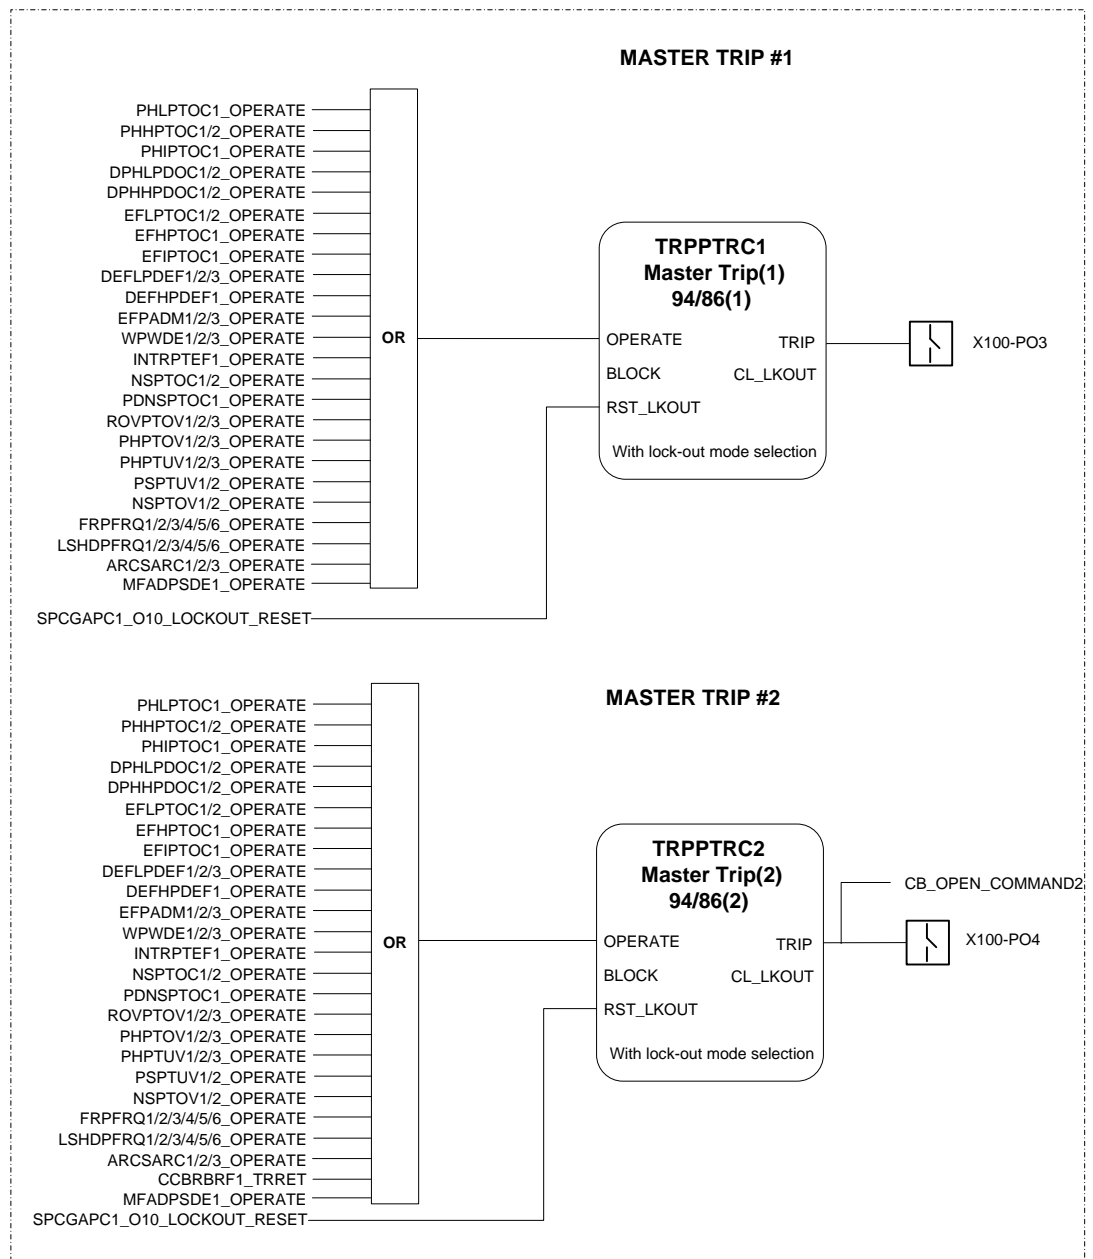 MASTER TRIP #1
PHLPTOC1_OPERATE
PHHPTOC1/2_OPERATE
PHIPTOC1_OPERATE
DPHLPDOC1/2_OPERATE
DPHHPDOC1/2_OPERATE
EFLPTOC1/2_OPERATE
EFHPTOC1_OPERATE
EFIPTOC1_OPERATE
DEFLPDEF1/2/3_OPERATE
DEFHPDEF1_OPERATE
EFPADM1/2/3_OPERATE
WPWDE1/2/3_OPERATE
INTRPTEF1_OPERATE
NSPTOC1/2_OPERATE
PDNSPTOC1_OPERATE
ROVPTOV1/2/3_OPERATE
PHPTOV1/2/3_OPERATE
PHPTUV1/2/3_OPERATE
PSPTUV1/2_OPERATE
NSPTOV1/2_OPERATE
FRPFRQ1/2/3/4/5/6_OPERATE
LSHDPFRQ1/2/3/4/5/6_OPERATE
ARCSARC1/2/3_OPERATE
MFADPSDE1_OPERATE
SPCGAPC1_O10_LOCKOUT_RESET
OR
TRPPTRC1
Master Trip(1)
94/86(1)
OPERATE TRIP
BLOCK CL_LKOUT
RST_LKOUT
With lock-out mode selection
X100-PO3
MASTER TRIP #2
PHLPTOC1_OPERATE
PHHPTOC1/2_OPERATE
PHIPTOC1_OPERATE
DPHLPDOC1/2_OPERATE
DPHHPDOC1/2_OPERATE
EFLPTOC1/2_OPERATE
EFHPTOC1_OPERATE
EFIPTOC1_OPERATE
DEFLPDEF1/2/3_OPERATE
DEFHPDEF1_OPERATE
EFPADM1/2/3_OPERATE
WPWDE1/2/3_OPERATE
INTRPTEF1_OPERATE
NSPTOC1/2_OPERATE
PDNSPTOC1_OPERATE
ROVPTOV1/2/3_OPERATE
PHPTOV1/2/3_OPERATE
PHPTUV1/2/3_OPERATE
PSPTUV1/2_OPERATE
NSPTOV1/2_OPERATE
FRPFRQ1/2/3/4/5/6_OPERATE
LSHDPFRQ1/2/3/4/5/6_OPERATE
ARCSARC1/2/3_OPERATE
CCBRBRF1_TRRET
MFADPSDE1_OPERATE
SPCGAPC1_O10_LOCKOUT_RESET
OR
TRPPTRC2
Master Trip(2)
94/86(2)
OPERATE TRIP
BLOCK CL_LKOUT
RST_LKOUT
With lock-out mode selection
CB_OPEN_COMMAND2
X100-PO4